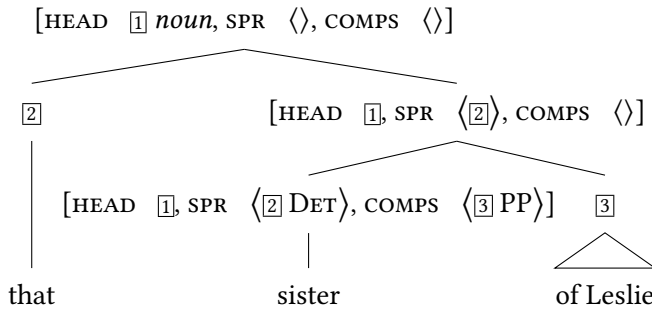 [HEAD 1 noun, SPR ⟨⟩, COMPS ⟨⟩]
2 [HEAD 1, SPR ⟨2⟩, COMPS ⟨⟩]
[HEAD 1, SPR ⟨2 DET⟩, COMPS ⟨3 PP⟩] 3
that sister of Leslie